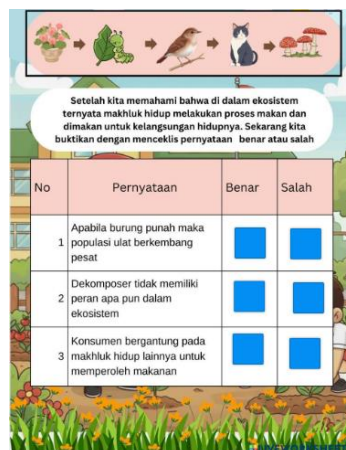 Setelah kita memahami bahwa di dalam ekosistem
ternyata makhluk hidup melakukan proses makan dan
dimakan untuk kelangsungan hidupnya. Sekarang kita
buktikan dengan menceklis pernyataan benar atau salah
No Pernyataan Benar Salah
1 Apabila burung punah maka
populasi ulat berkembang
pesat
2 Dekomposer tidak memiliki
peran apa pun dalam
ekosistem
3 Konsumen bergantung pada
makhluk hidup lainnya untuk
memperoleh makanan